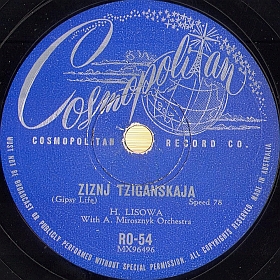 Cosmopolitan
COSMOPOLITAN RECORD CO.
ZIZNJ TZIGANSKAJA
(Gipsy Life) Speed 78
H. LISOWA
With A. Mirosznyk Orchestra
RO-54
MX96496
MUST NOT BE BROADCAST OR PUBLICLY PERFORMED WITHOUT SPECIAL PERMISSION. ALL COPYRIGHTS RESERVED. MADE IN AUSTRALIA